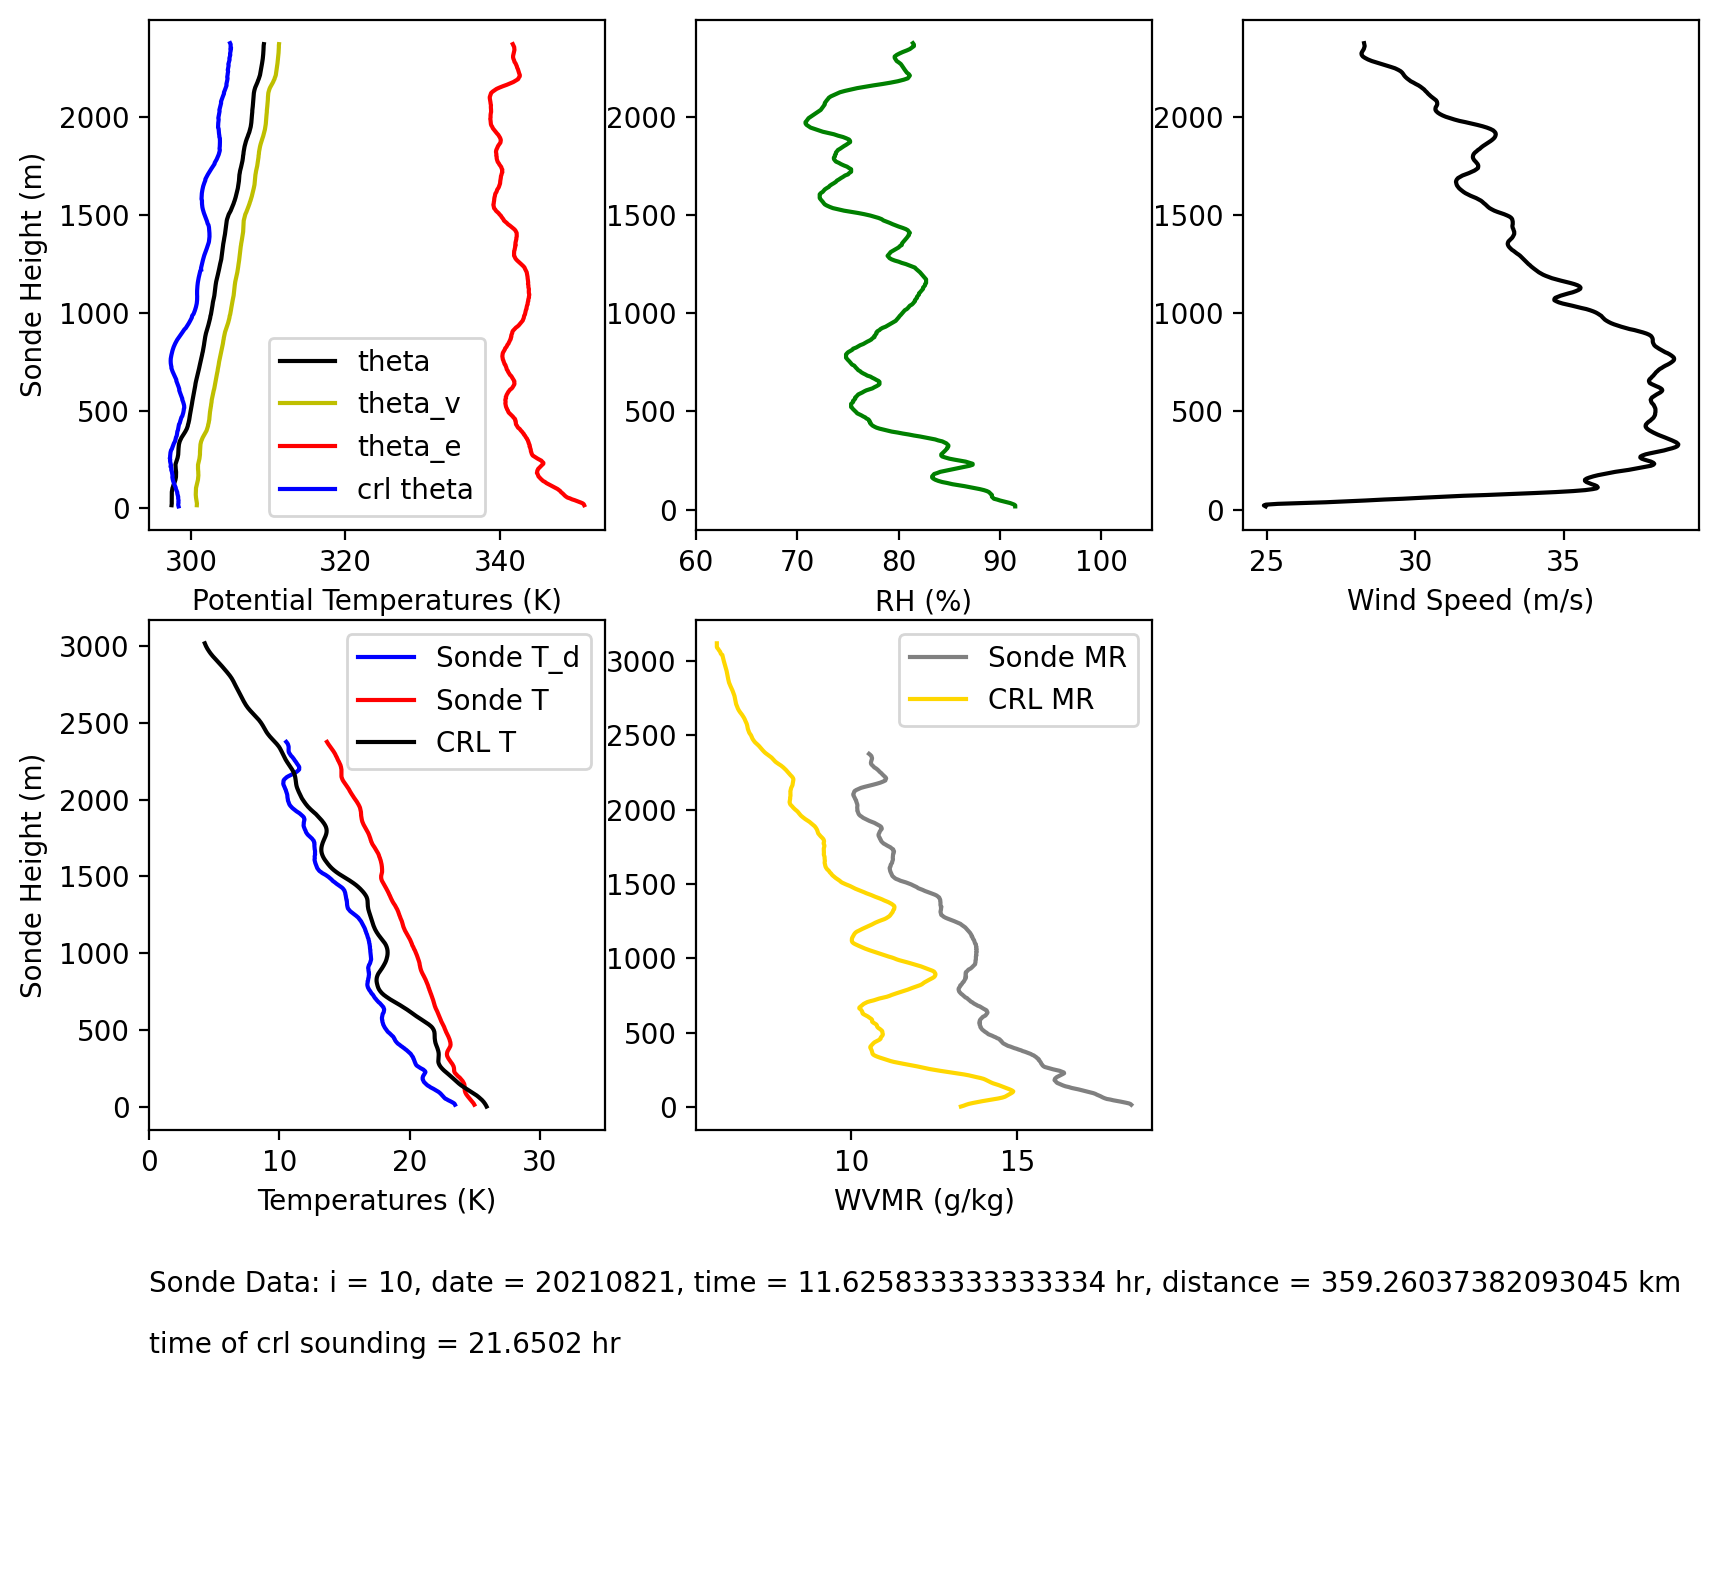 2000
1500
1000
500
0
Sonde Height (m)
theta
theta_v
theta_e
crl theta
300
320
340
Potential Temperatures (K)
2000
1500
1000
500
0
60
70
80
90
100
RH (%)
2000
1500
1000
500
0
25
30
35
Wind Speed (m/s)
3000
2500
2000
1500
1000
500
0
Sonde Height (m)
Sonde T_d
Sonde T
CRL T
0
10
20
30
Temperatures (K)
3000
2500
2000
1500
1000
500
0
Sonde MR
CRL MR
10
15
WVMR (g/kg)
Sonde Data: i = 10, date = 20210821, time = 11.625833333333334 hr, distance = 359.26037382093045 km
time of crl sounding = 21.6502 hr